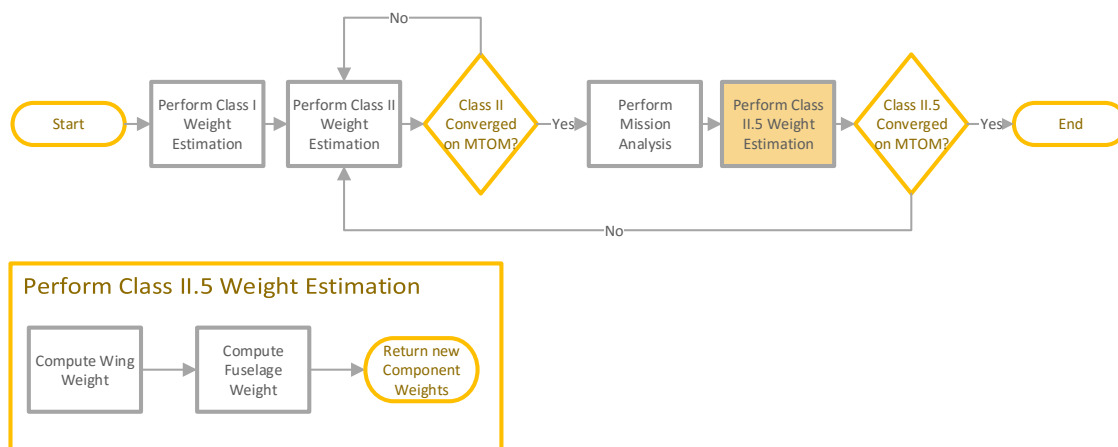 No
Start
Perform Class I
Weight
Estimation
Perform Class II
Weight
Estimation
Class II
Converged
on MTOM?
Yes
Perform
Mission
Analysis
Perform Class
II.5 Weight
Estimation
Class II.5
Converged
on MTOM?
Yes
End
No
Perform Class II.5 Weight Estimation
Compute Wing
Weight
Compute
Fuselage
Weight
Return new
Component
Weights